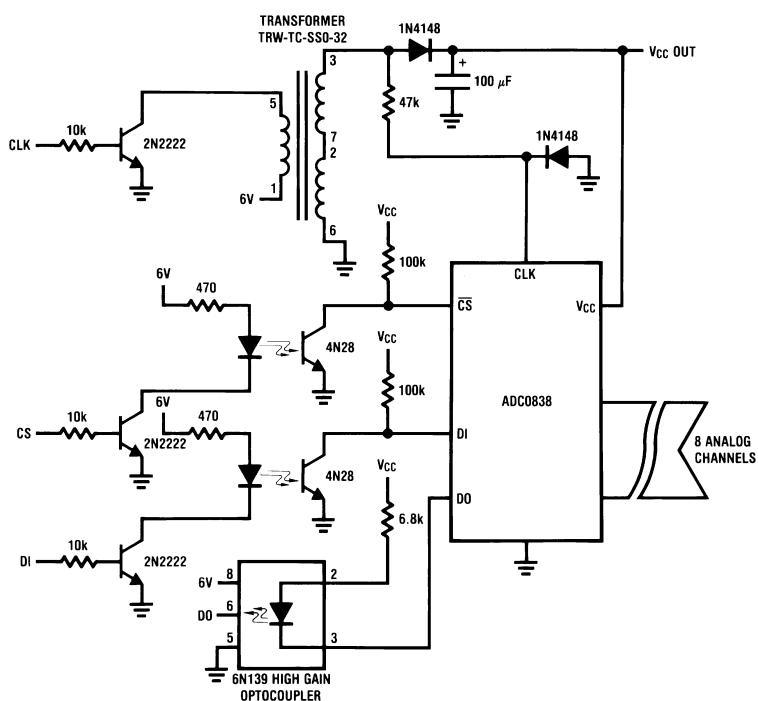 TRANSFORMER
TRW-TC-SSO-32
1N4148
3
VCC OUT
+
100 µF
5
47k
10k
CLK
2N2222
7
2
1N4148
1
6V
6
VCC
100k
CLK
6V
470
CS
VCC
4N28
VCC
100k
ADC0838
10k
6V
470
CS
2N2222
DI
8 ANALOG
CHANNELS
4N28
VCC
DO
6.8k
10k
DI
2N2222
6V
8
2
DO
6
5
3
6N139 HIGH GAIN
OPTOCOUPLER